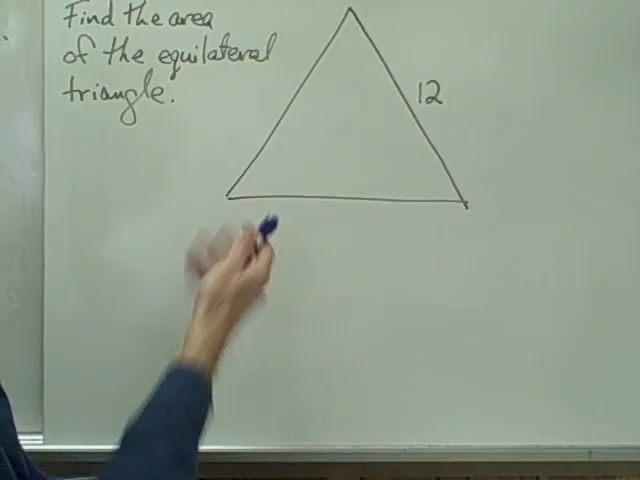 Find the area
of the equilateral
triangle.
12